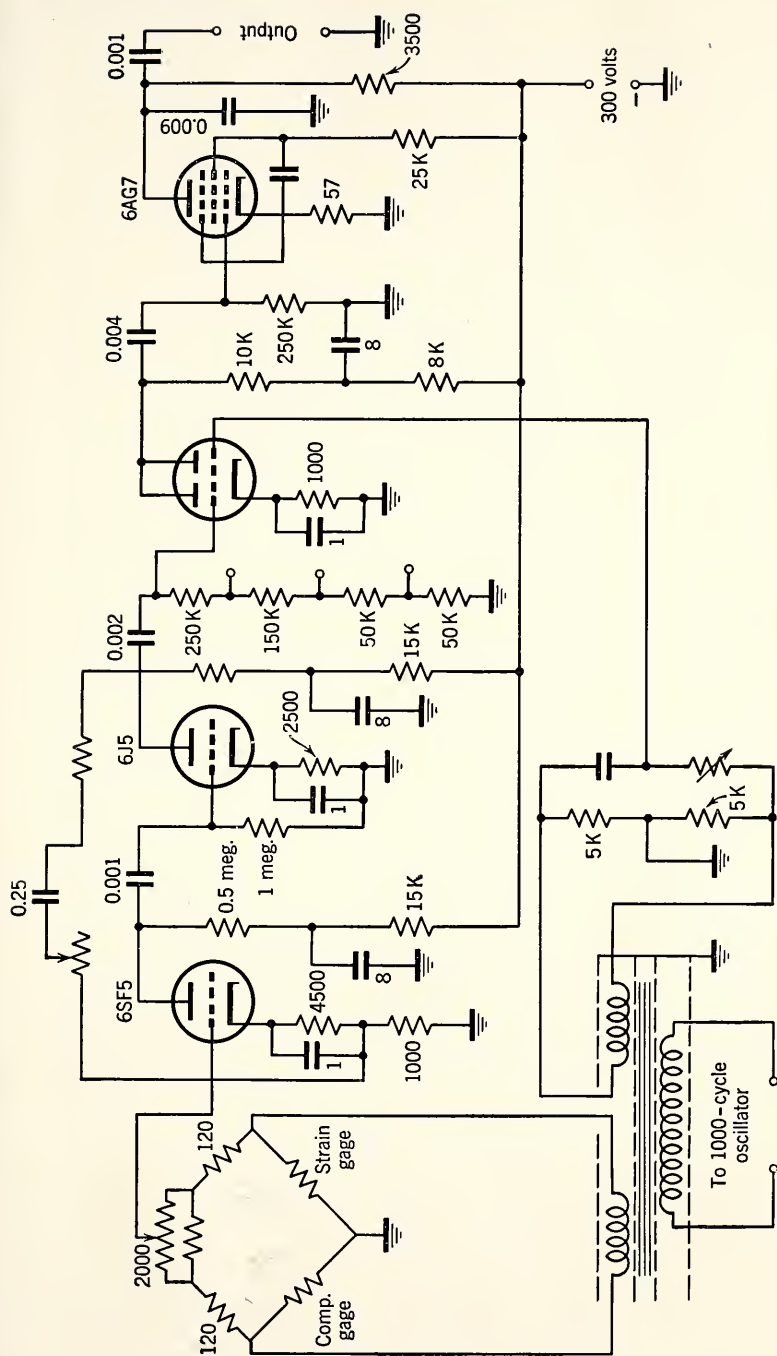 120
2000
120
Comp.
gage
Strain
gage
To 1000-cycle
oscillator
6SF5
1
4500
1000
0.25
0.001
0.5 meg.
1 meg.
8
15K
6J5
1
2500
0.002
250K
150K
50K
50K
15K
8
1000
1
0.004
10K
250K
8
8K
5K
5K
6AG7
57
25K
0.009
0.001
Output
3500
300 volts
−